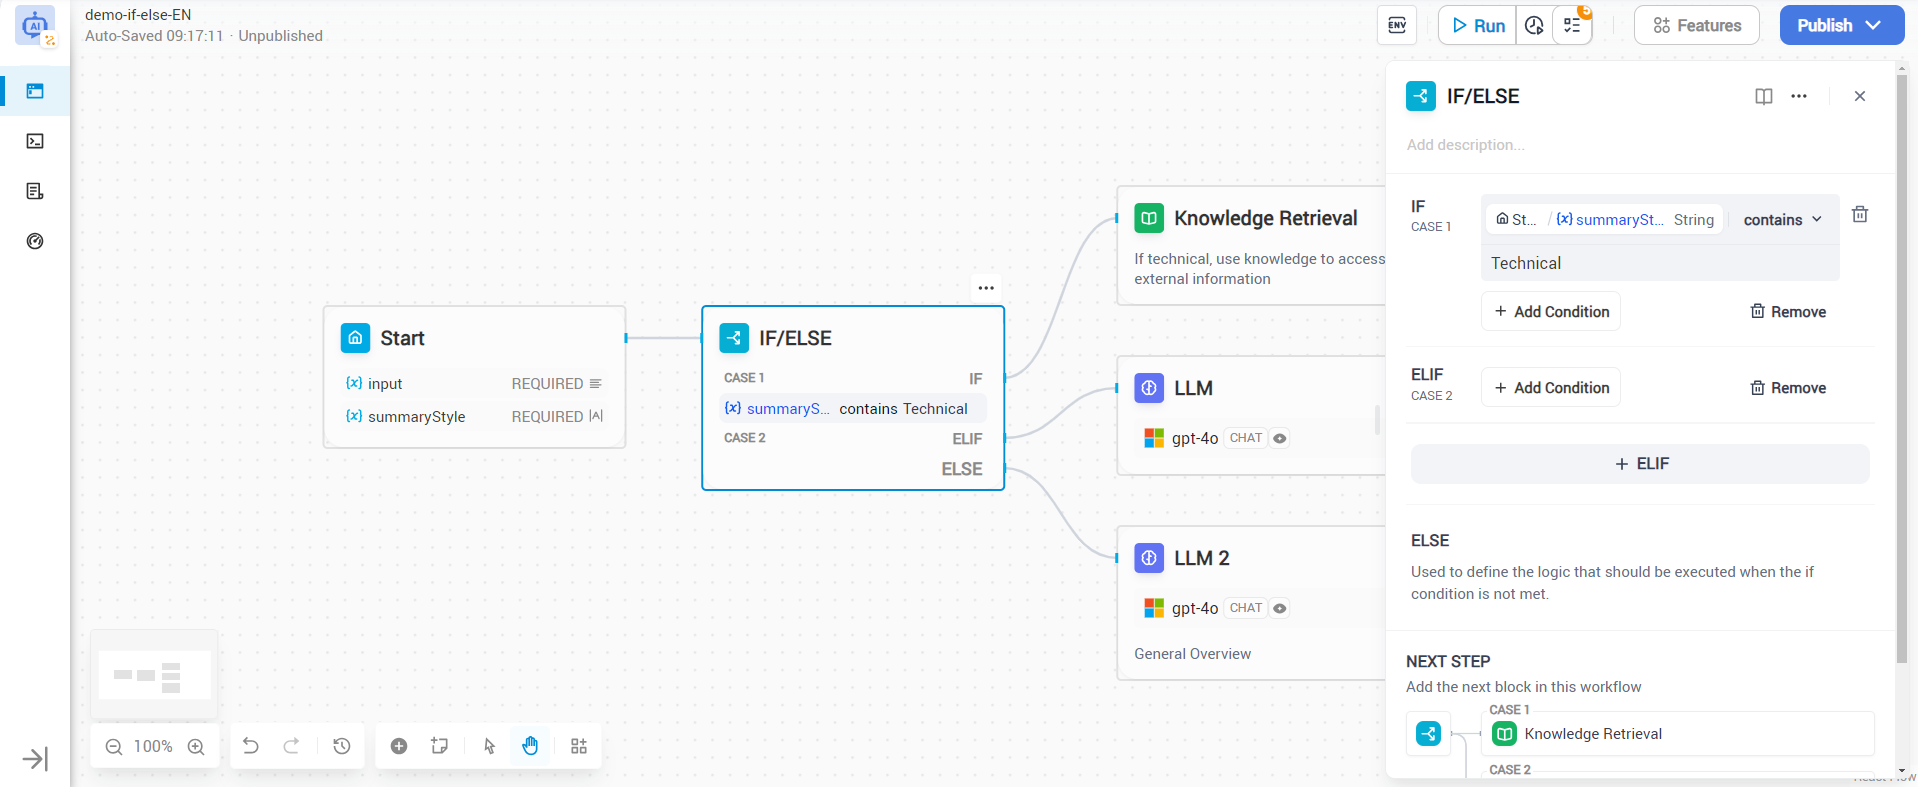 demo-if-else-EN
Auto-Saved 09:17:11 · Unpublished
ENV
Run
5
Features
Publish
AI
Start
{x} input REQUIRED
{x} summaryStyle REQUIRED |A|
IF/ELSE
CASE 1 IF
{x} summaryS... contains Technical
CASE 2 ELIF
ELSE
Knowledge Retrieval
If technical, use knowledge to access
external information
LLM
gpt-4o CHAT
LLM 2
gpt-4o CHAT
General Overview
100%
IF/ELSE
Add description...
IF
CASE 1
St... / {x} summarySt... String contains
Technical
+ Add Condition Remove
ELIF
CASE 2
+ Add Condition Remove
+ ELIF
ELSE
Used to define the logic that should be executed when the if
condition is not met.
NEXT STEP
Add the next block in this workflow
CASE 1
Knowledge Retrieval
CASE 2